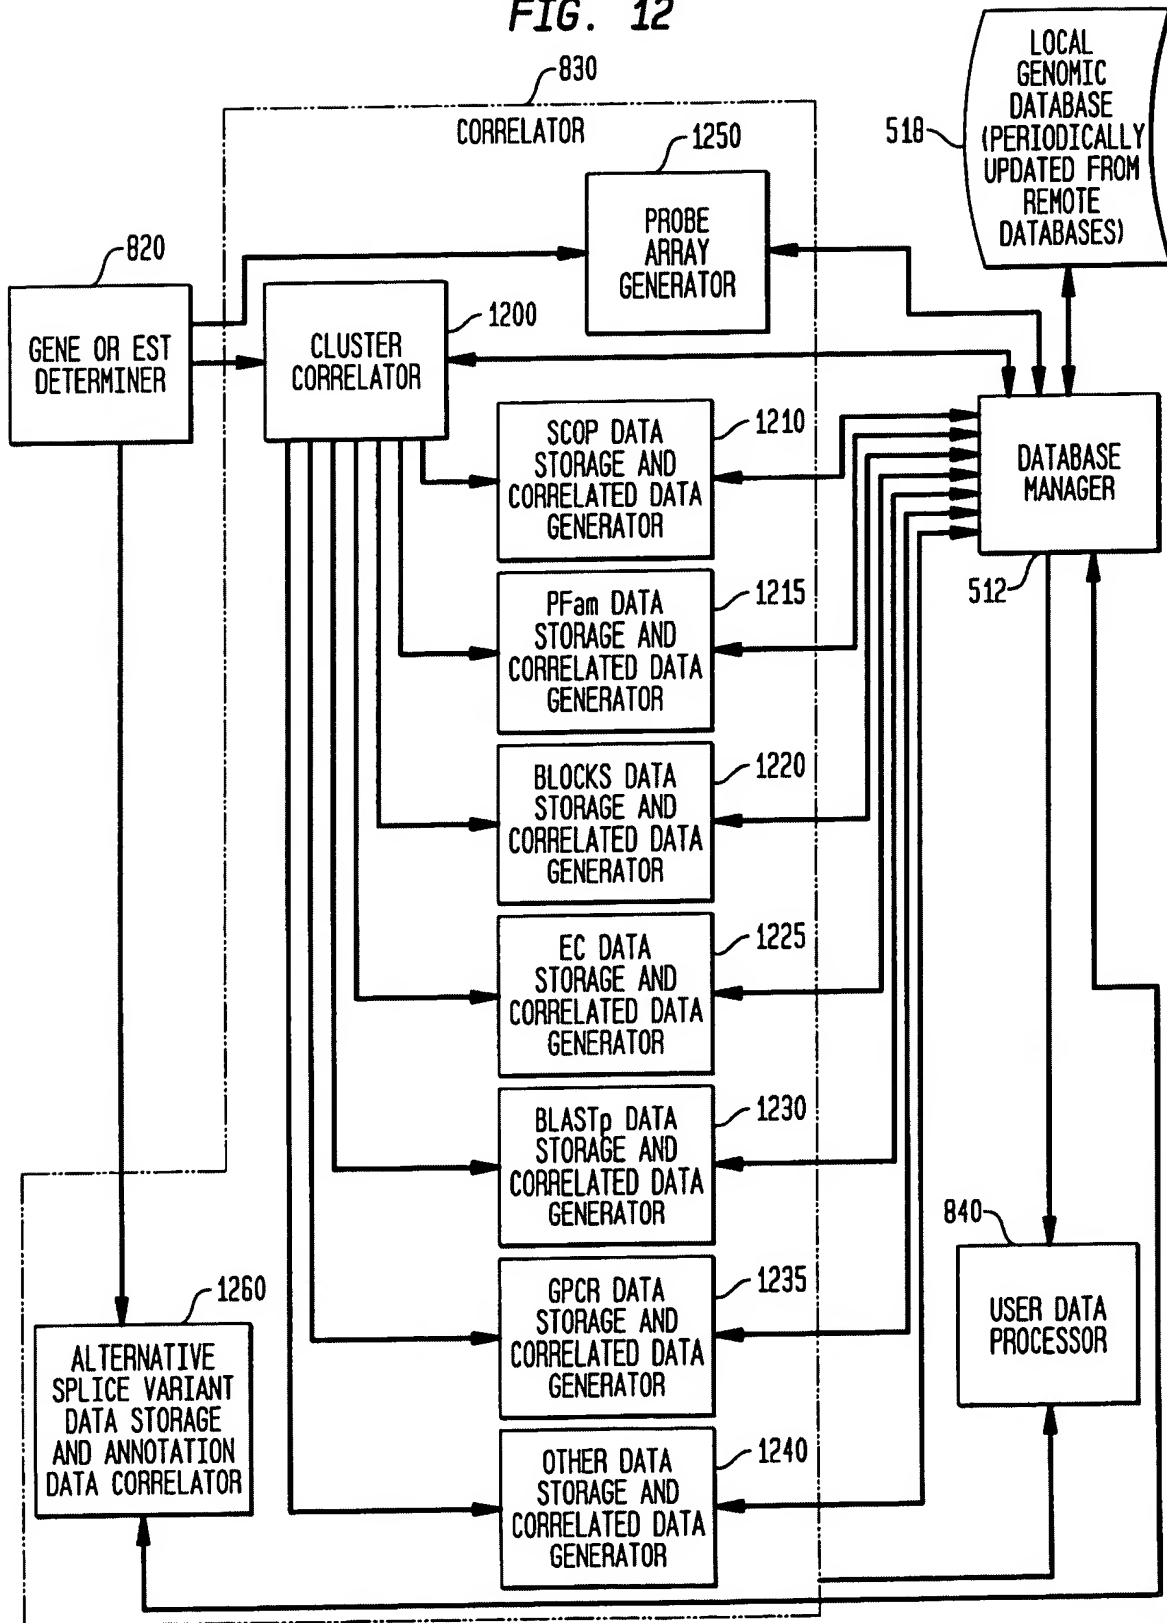 FIG. 12
830
CORRELATOR
1250
PROBE
ARRAY
GENERATOR
518
LOCAL
GENOMIC
DATABASE
(PERIODICALLY
UPDATED FROM
REMOTE
DATABASES)
820
GENE OR EST
DETERMINER
1200
CLUSTER
CORRELATOR
1210
SCOP DATA
STORAGE AND
CORRELATED DATA
GENERATOR
DATABASE
MANAGER
512
1215
PFam DATA
STORAGE AND
CORRELATED DATA
GENERATOR
1220
BLOCKS DATA
STORAGE AND
CORRELATED DATA
GENERATOR
1225
EC DATA
STORAGE AND
CORRELATED DATA
GENERATOR
1230
BLASTp DATA
STORAGE AND
CORRELATED DATA
GENERATOR
840
USER DATA
PROCESSOR
1235
GPCR DATA
STORAGE AND
CORRELATED DATA
GENERATOR
1260
ALTERNATIVE
SPLICE VARIANT
DATA STORAGE
AND ANNOTATION
DATA CORRELATOR
1240
OTHER DATA
STORAGE AND
CORRELATED DATA
GENERATOR